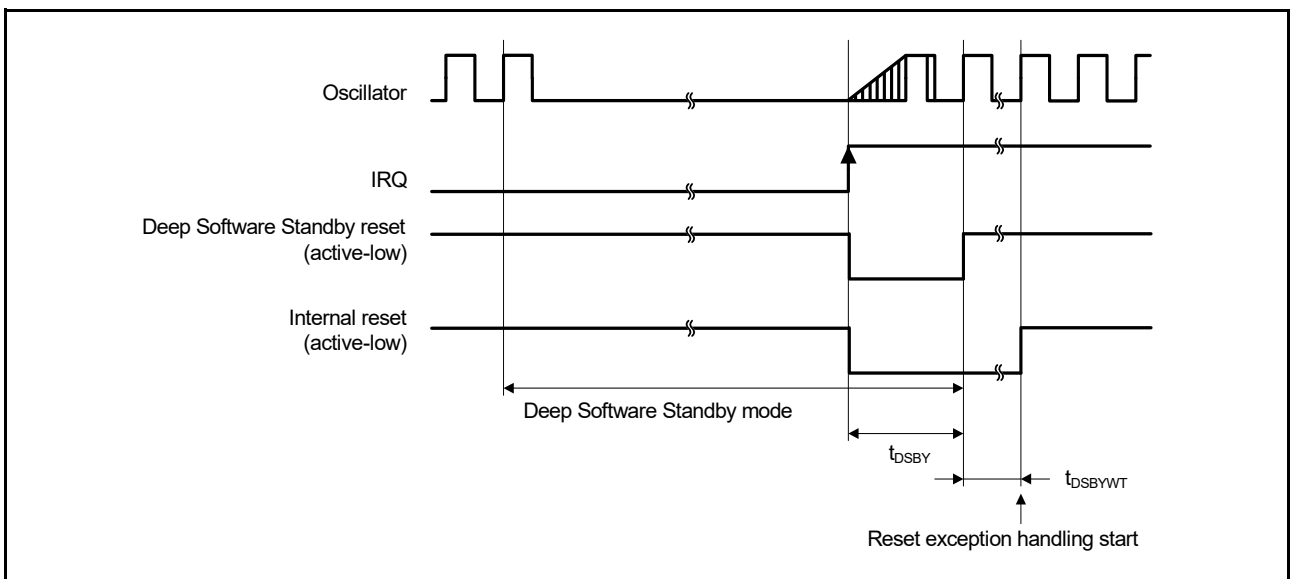 Oscillator
IRQ
Deep Software Standby reset
(active-low)
Internal reset
(active-low)
Deep Software Standby mode
tDSBY
tDSBYWT
Reset exception handling start